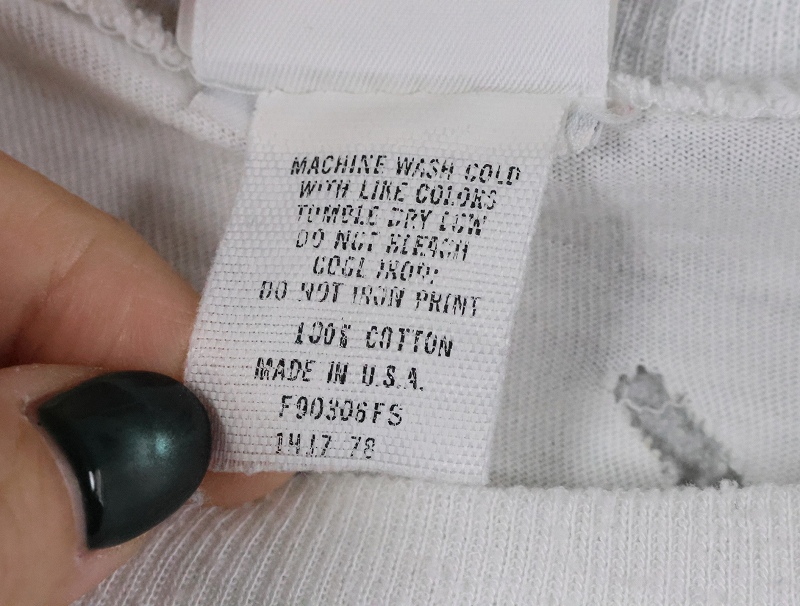 MACHINE WASH COLD
WITH LIKE COLORS
TUMBLE DRY LOW
DO NOT BLEACH
COOL IRON:
DO NOT IRON PRINT
100% COTTON
MADE IN U.S.A.
F90306FS
1417 78